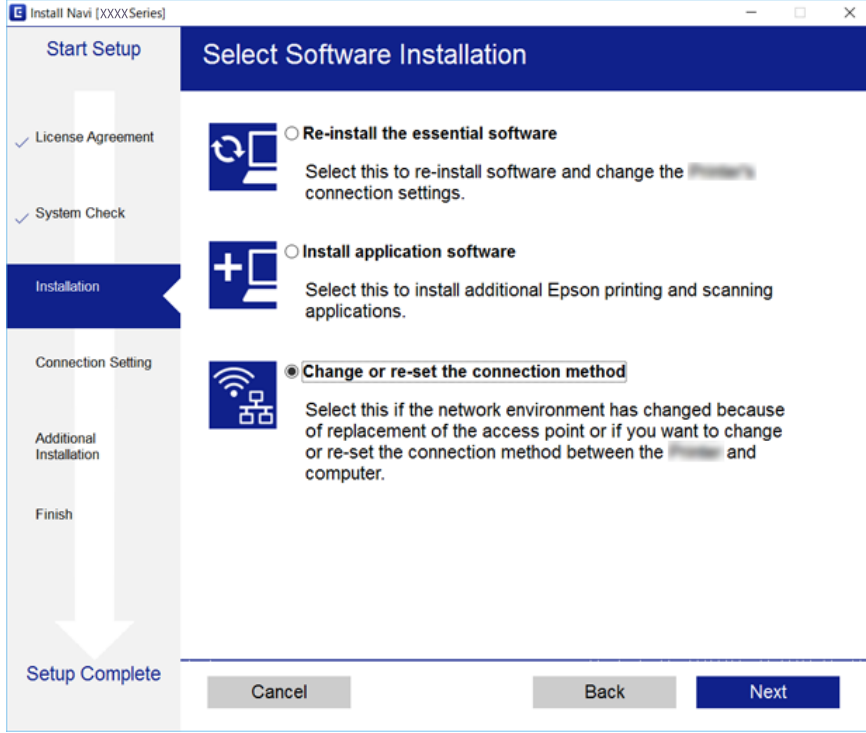 Install Navi [XXXX Series]
Start Setup
Select Software Installation
License Agreement
System Check
Installation
Connection Setting
Additional
Installation
Finish
Setup Complete
Re-install the essential software
Select this to re-install software and change the
connection settings.
Install application software
Select this to install additional Epson printing and scanning
applications.
Change or re-set the connection method
Select this if the network environment has changed because
of replacement of the access point or if you want to change
or re-set the connection method between the and
computer.
Cancel
Back
Next